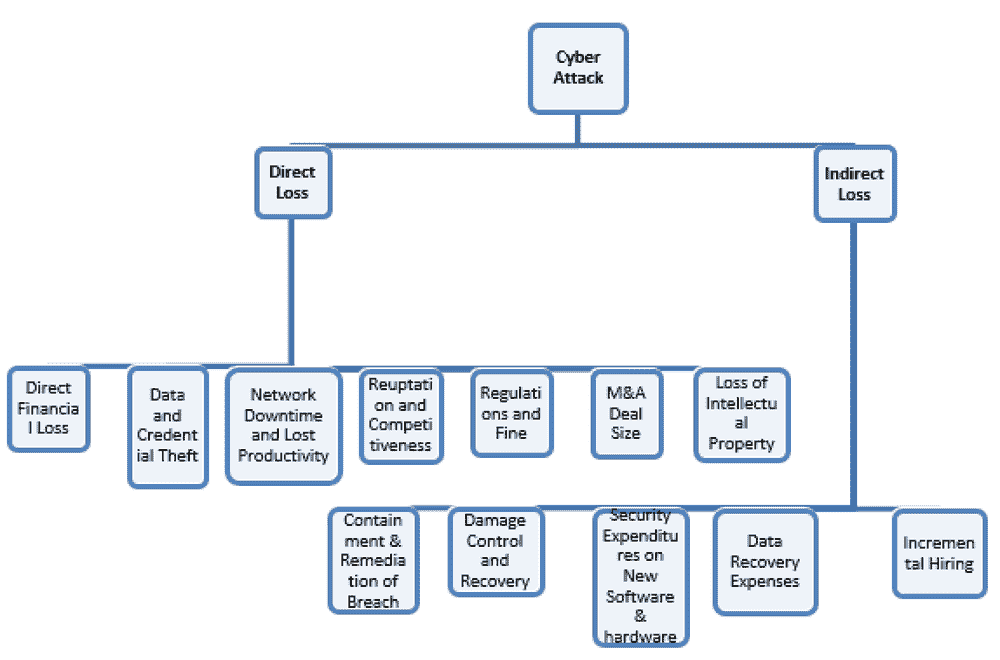 Cyber
Attack
Direct
Loss
Indirect
Loss
Direct
Financia
l Loss
Data
and
Credent
ial Theft
Network
Downtime
and Lost
Productivity
Reuptati
on and
Competi
tiveness
Regulati
ons and
Fine
M&A
Deal
Size
Loss of
Intellectu
al
Property
Contain
ment &
Remedia
tion of
Breach
Damage
Control
and
Recovery
Security
Expenditu
res on
New
Software
&
hardware
Data
Recovery
Expenses
Incremen
tal Hiring